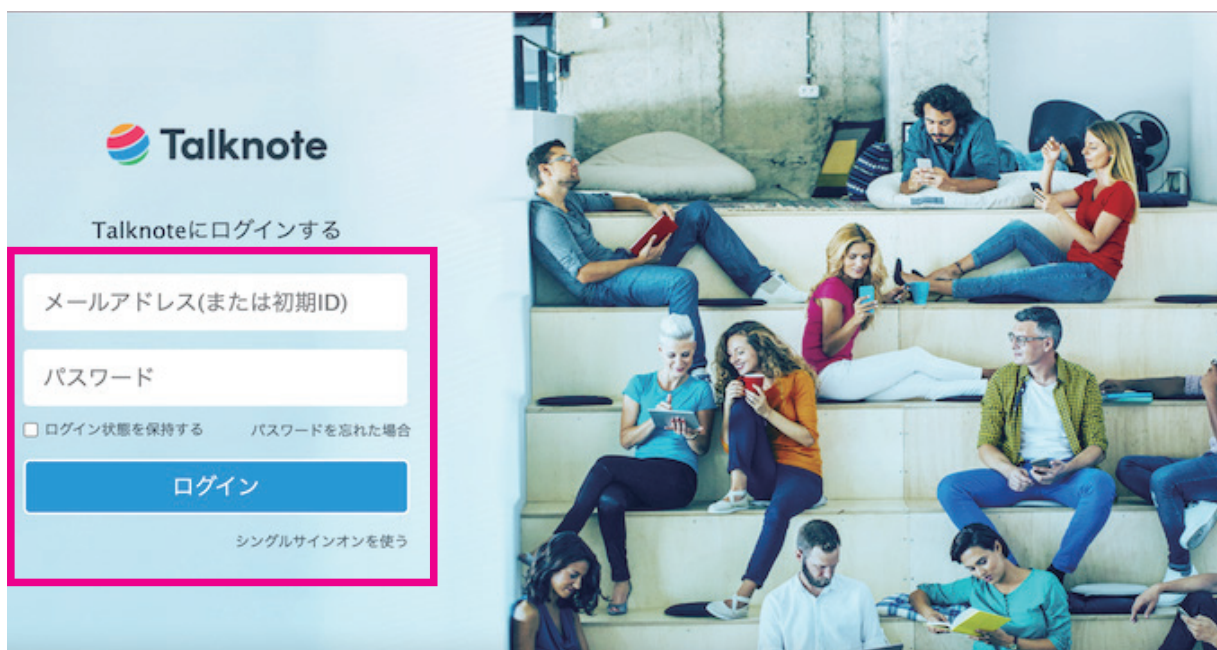 Talknote
Talknoteにログインする
メールアドレス(または初期ID)
パスワード
ログイン状態を保持する パスワードを忘れた場合
ログイン
シングルサインオンを使う